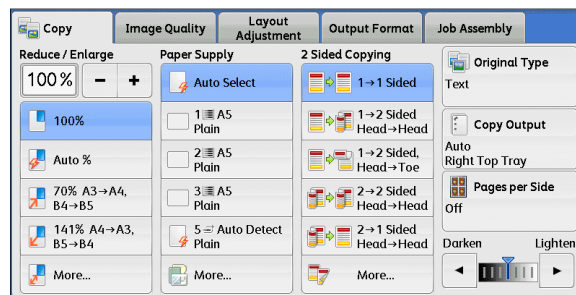 Copy
Image Quality
Layout
Adjustment
Output Format
Job Assembly
Reduce / Enlarge
100%
−
+
100%
Auto %
70% A3→A4,
B4→B5
141% A4→A3,
B5→B4
More...
Paper Supply
Auto Select
1 A5
Plain
2 A5
Plain
3 A5
Plain
5 Auto Detect
Plain
More...
2 Sided Copying
1→1 Sided
1→2 Sided
Head→Head
1→2 Sided,
Head→Toe
2→2 Sided
Head→Head
2→1 Sided
Head→Head
More...
Original Type
Text
Copy Output
Auto
Right Top Tray
Pages per Side
Off
Darken Lighten